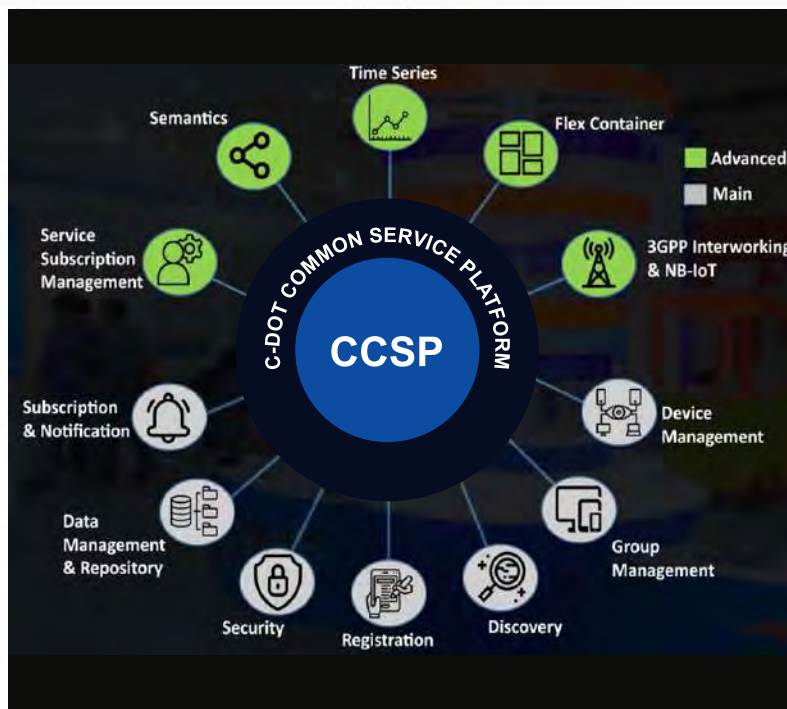 Time Series
Semantics
Flex Container
Advanced
Main
Service
Subscription
Management
3GPP Interworking
& NB-IoT
C-DOT COMMON SERVICE PLATFORM
CCSP
Subscription
& Notification
Device
Management
Data
Management
& Repository
Group
Management
Security
Registration
Discovery